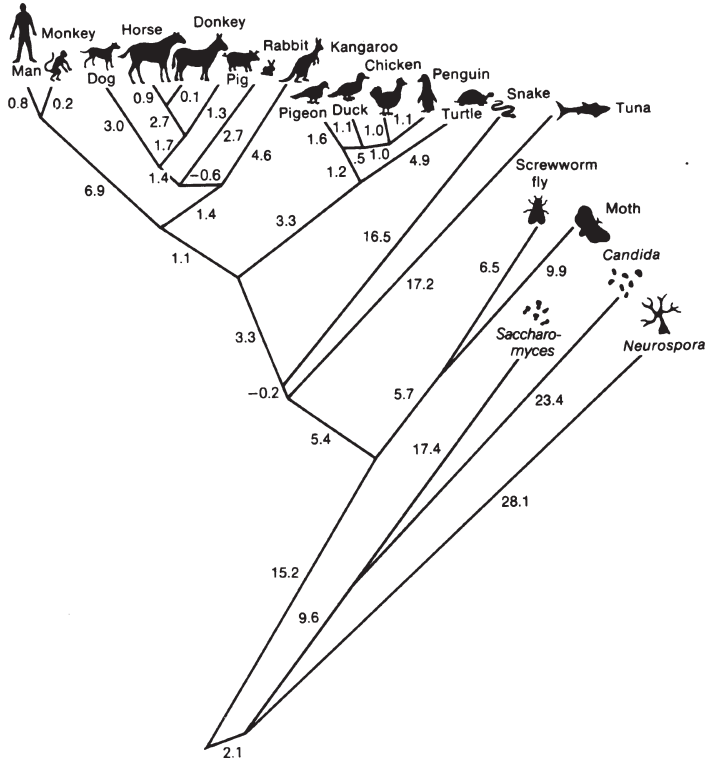 Man
Monkey
Dog
Horse
Donkey
Pig
Rabbit
Kangaroo
Pigeon
Duck
Chicken
Penguin
Turtle
Snake
Tuna
Screwworm
fly
Moth
Candida
Saccharo-
myces
Neurospora
0.8
0.2
3.0
0.9
0.1
1.3
2.7
1.7
2.7
4.6
1.4
−0.6
1.6
1.1
1.0
1.1
.5
1.0
1.2
4.9
6.9
1.4
3.3
1.1
16.5
17.2
6.5
9.9
3.3
−0.2
5.4
5.7
17.4
23.4
28.1
15.2
9.6
2.1